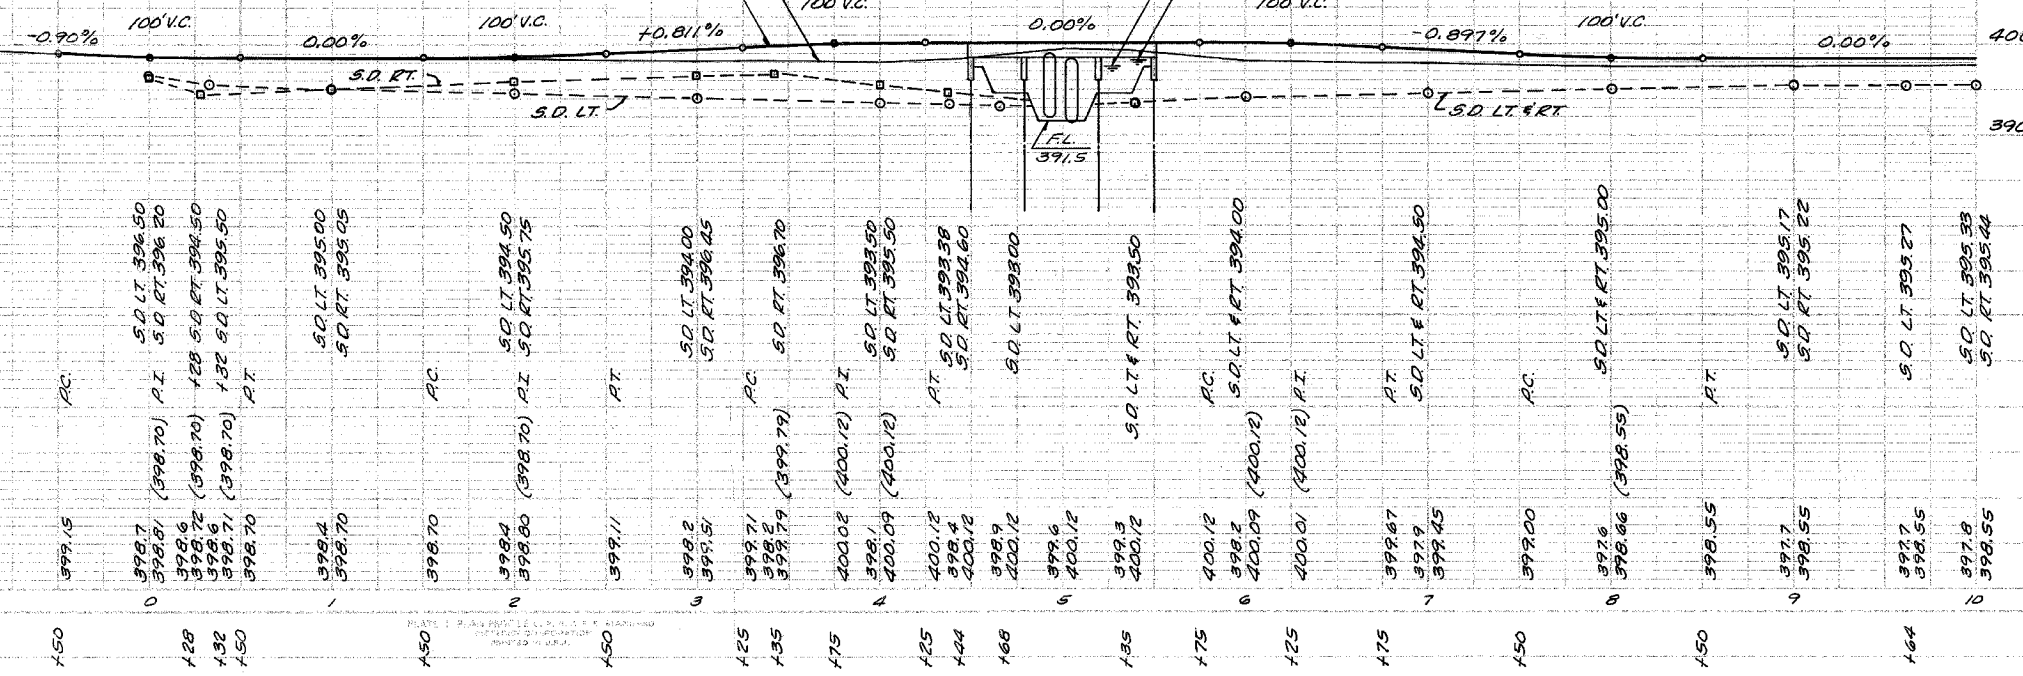 100' V.C.
100' V.C.
100' V.C.
100' V.C.
100' V.C.
-0.90%
0.00%
+0.811%
0.00%
-0.897%
0.00%
400
S.D. RT.
S.D. LT.
S.D. LT. & RT.
390
F.L.
391.5
S.D. LT. 396.50
S.D. RT. 396.20
+28 S.D. RT. 394.50
+32 S.D. LT. 395.50
S.D. LT. 395.00
S.D. RT. 395.05
S.D. LT. 394.50
S.D. RT. 395.75
S.D. LT. 394.00
S.D. RT. 396.45
S.D. RT. 396.70
S.D. LT. 393.50
S.D. RT. 395.50
S.D. LT. 393.38
S.D. RT. 394.60
S.D. LT. 393.00
S.D. LT. & RT. 393.50
S.D. LT. & RT. 394.00
S.D. LT. & RT. 394.50
S.D. LT. & RT. 395.00
S.D. LT. 395.17
S.D. RT. 395.22
S.D. LT. 395.27
S.D. LT. 395.33
S.D. RT. 395.44
P.C.
P.I.
P.T.
P.C.
P.I.
P.T.
P.C.
P.I.
P.T.
P.C.
P.I.
P.T.
P.C.
P.T.
(398.70)
(398.70)
(398.70)
(398.70)
(399.79)
(400.12)
(400.12)
(400.12)
(400.12)
(398.55)
399.15
398.7
398.81
398.6
398.72
398.6
398.71
398.70
398.4
398.70
398.70
398.4
398.80
399.11
398.2
399.51
399.71
398.2
399.79
400.02
398.1
400.09
400.12
398.4
400.12
398.9
400.12
399.6
400.12
399.3
400.12
400.12
398.2
400.09
400.01
399.67
397.9
399.45
399.00
397.6
398.66
398.55
397.7
398.55
397.7
398.55
397.8
398.55
0 1 2 3 4 5 6 7 8 9 10
+50 +28 +32 +50 +50 +50 +25 +35 +75 +25 +44 +68 +35 +75 +25 +75 +50 +50 +64